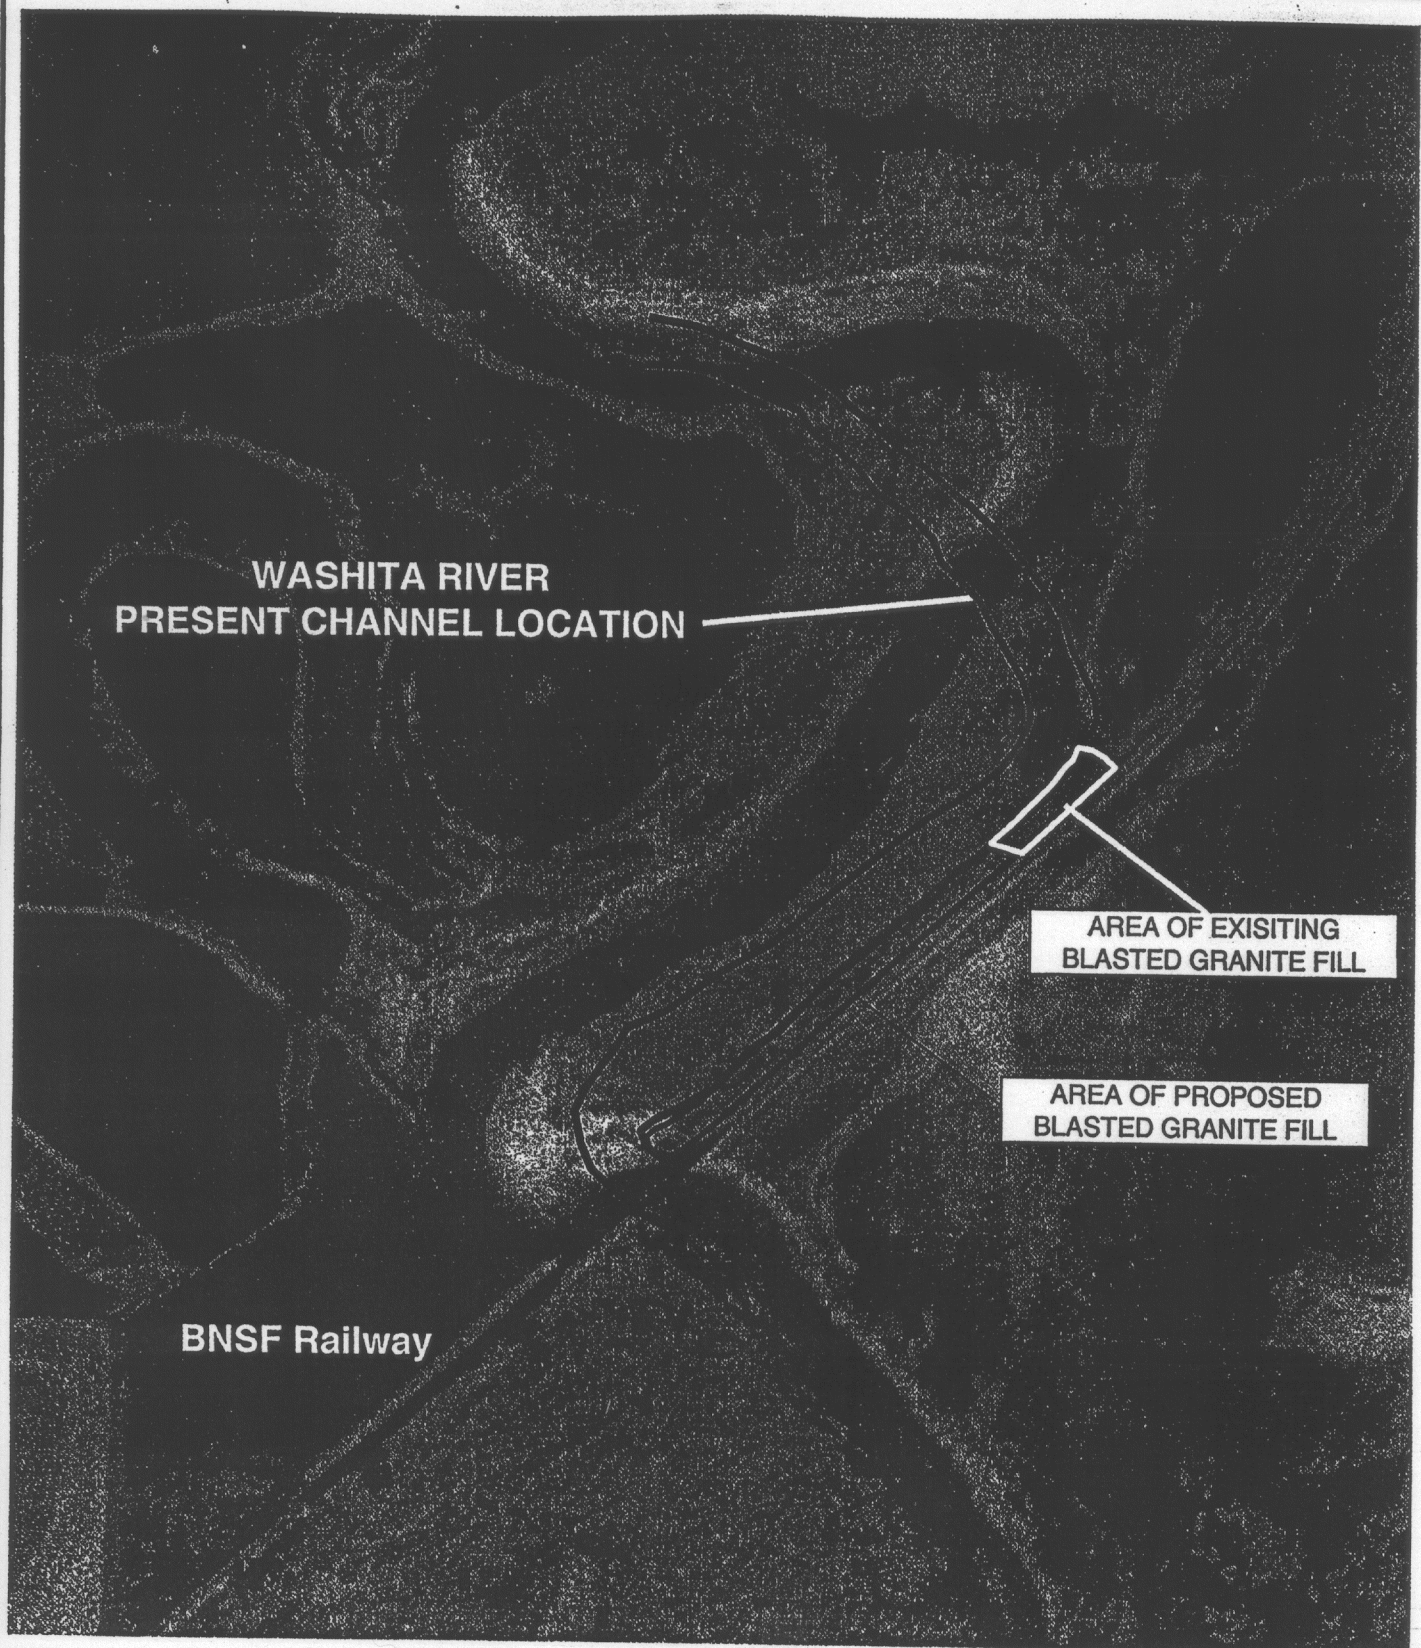 WASHITA RIVER
PRESENT CHANNEL LOCATION
AREA OF EXISITING
BLASTED GRANITE FILL
AREA OF PROPOSED
BLASTED GRANITE FILL
BNSF Railway